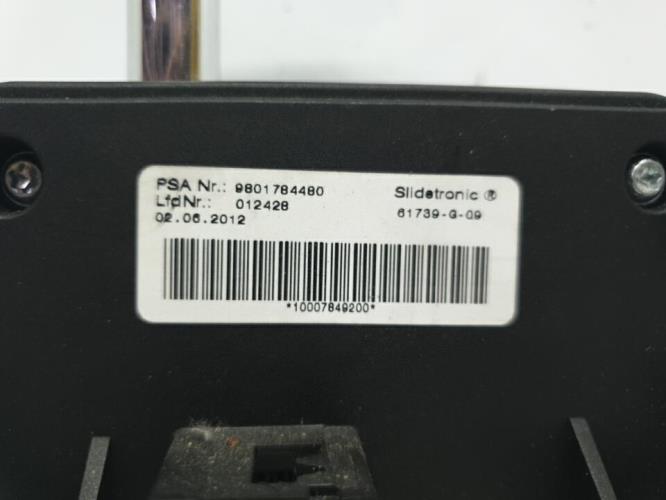 PSA Nr.: 9801784480 Slidetronic ®
LfdNr.: 012428 61739-G-09
02.06.2012
*10007849200*